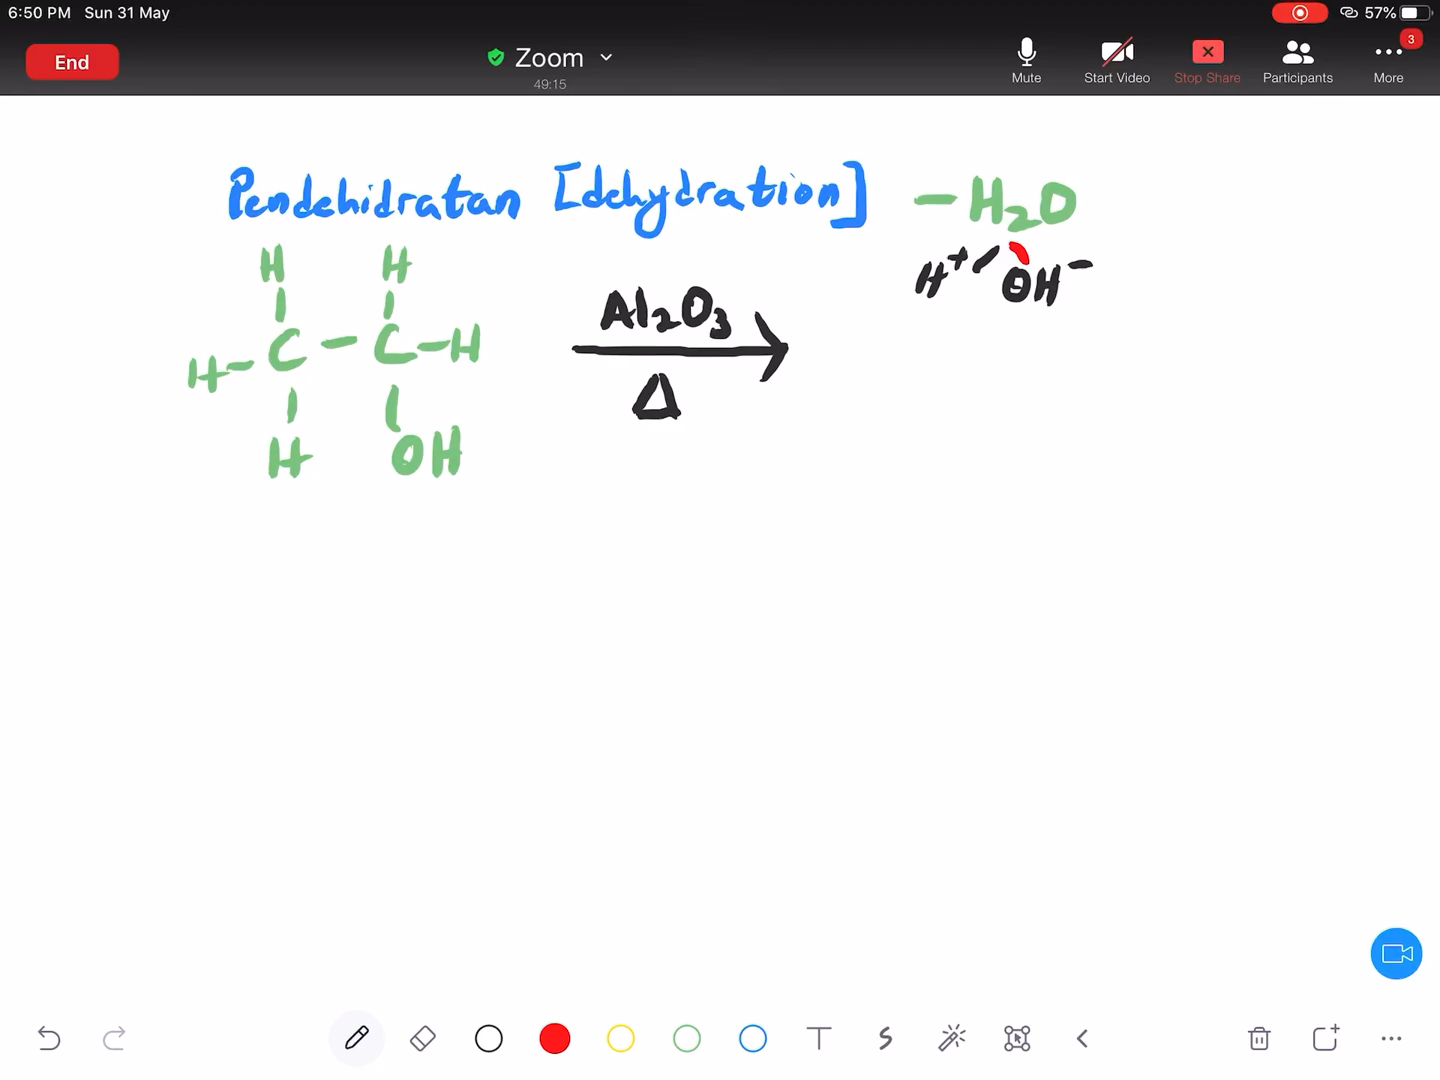 6:50 PM Sun 31 May
57%
End
Zoom
49:15
Mute
Start Video
Stop Share
Participants
More
3
Pendehidratan [dehydration] - H₂O
H⁺ OH⁻
H H
H - C - C - H
H OH
Al₂O₃
Δ
T